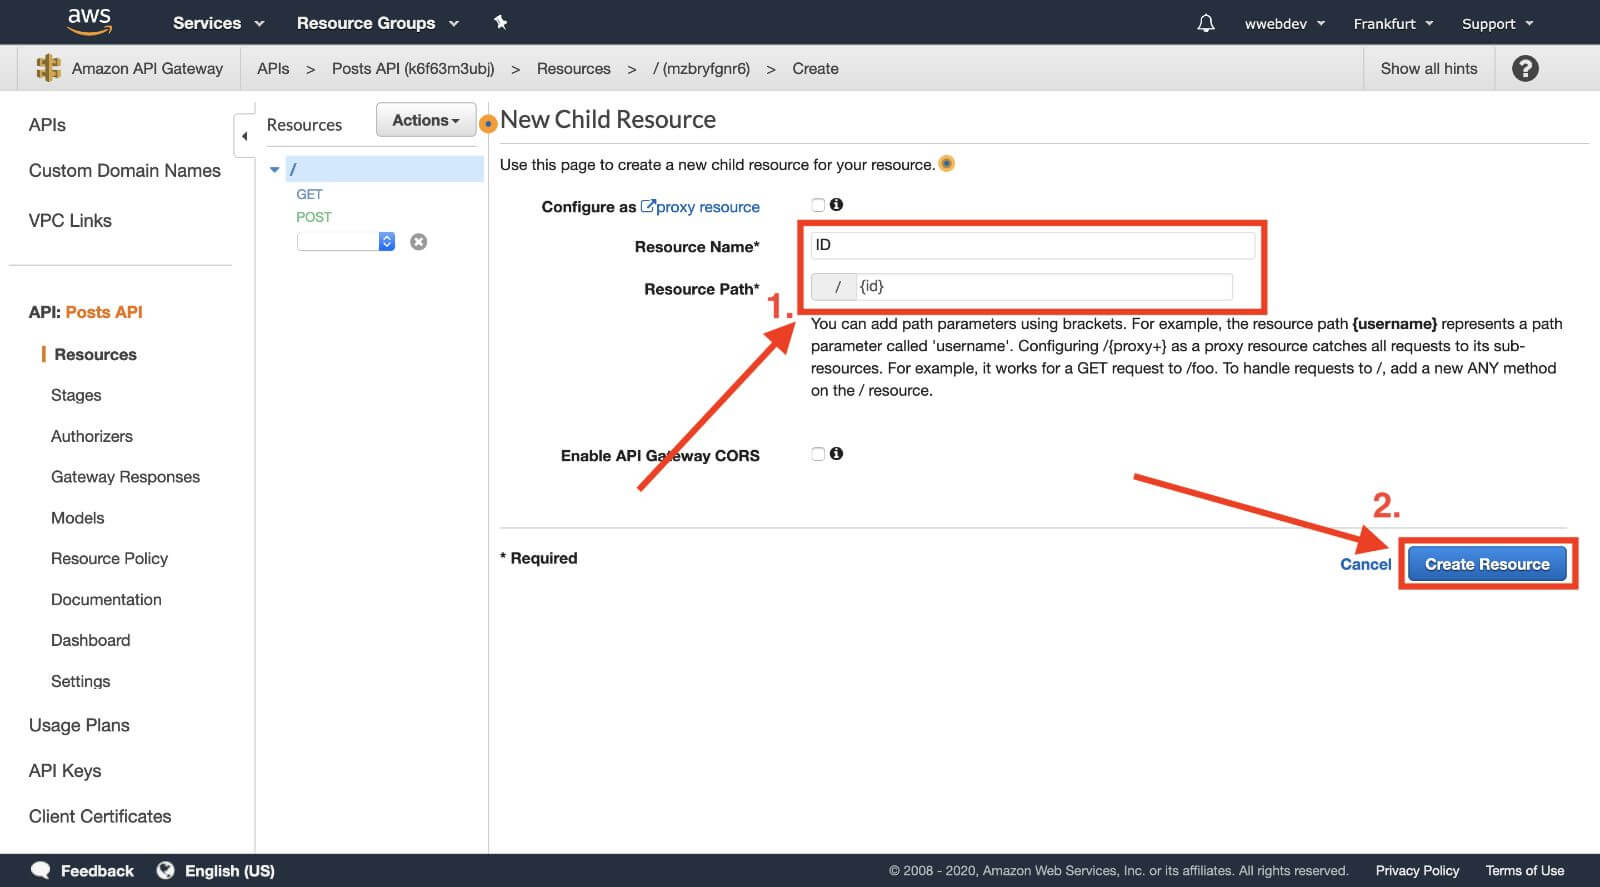 aws Services Resource Groups wwebdev Frankfurt Support
Amazon API Gateway APIs > Posts API (k6f63m3ubj) > Resources > / (mzbryfgnr6) > Create Show all hints ?
APIs
Custom Domain Names
VPC Links
API: Posts API
Resources
Stages
Authorizers
Gateway Responses
Models
Resource Policy
Documentation
Dashboard
Settings
Usage Plans
API Keys
Client Certificates
Resources Actions
/
GET
POST
New Child Resource
Use this page to create a new child resource for your resource.
Configure as proxy resource
Resource Name* ID
Resource Path* / {id}
1.
You can add path parameters using brackets. For example, the resource path {username} represents a path
parameter called 'username'. Configuring /{proxy+} as a proxy resource catches all requests to its sub-
resources. For example, it works for a GET request to /foo. To handle requests to /, add a new ANY method
on the / resource.
Enable API Gateway CORS
2.
* Required
Cancel Create Resource
Feedback English (US) © 2008 - 2020, Amazon Web Services, Inc. or its affiliates. All rights reserved. Privacy Policy Terms of Use